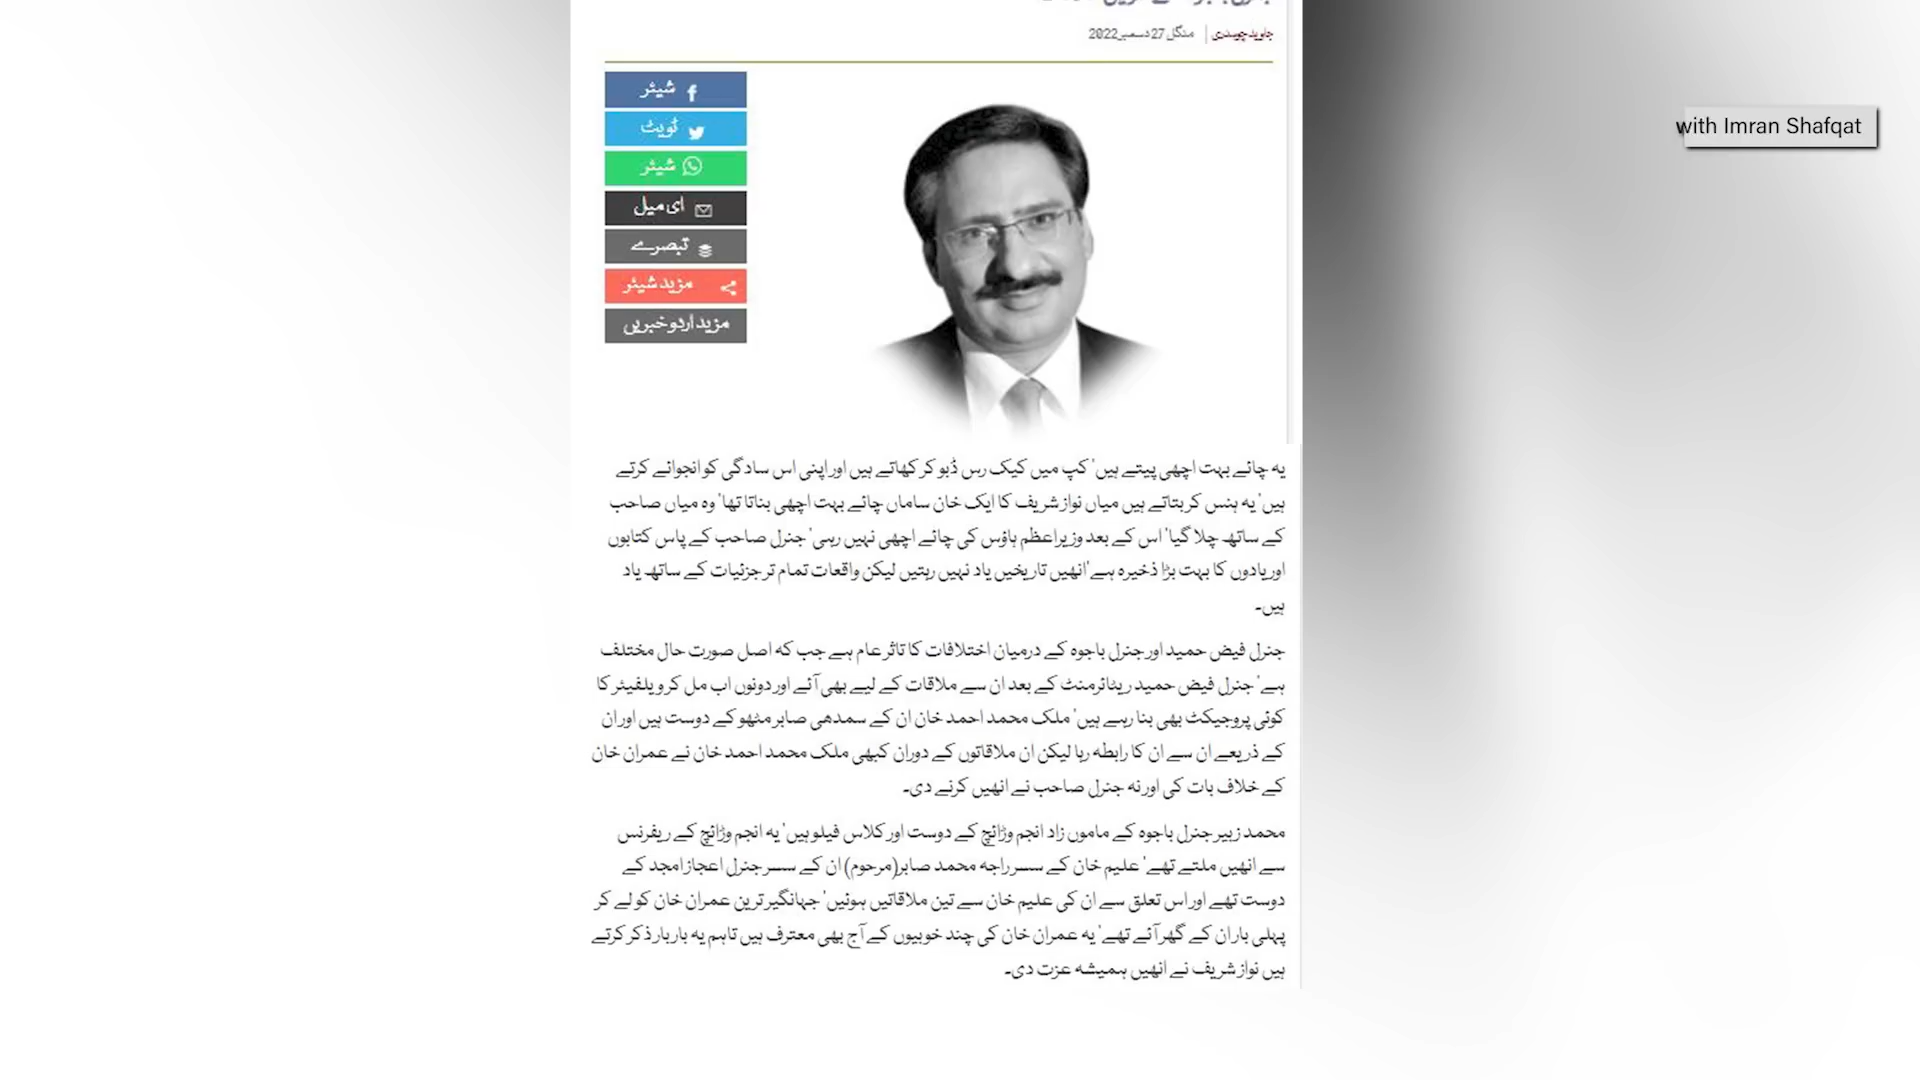 جاوید چوہدری | منگل 27 دسمبر 2022
شیئر
ٹویٹ
شیئر
ای میل
تبصرے
مزید شیئر
مزید اردو خبریں
with Imran Shafqat
یہ چائے بہت اچھی پیتے ہیں‘ کپ میں کیک رس ڈبو کر کھاتے ہیں اور اپنی اس سادگی کو انجوائے کرتے
ہیں‘ یہ ہنس کر بتاتے ہیں میاں نواز شریف کا ایک خان ساماں چائے بہت اچھی بناتا تھا‘ وہ میاں صاحب
کے ساتھ چلا گیا‘ اس کے بعد وزیراعظم ہاؤس کی چائے اچھی نہیں رہی‘ جنرل صاحب کے پاس کتابوں
اور یادوں کا بہت بڑا ذخیرہ ہے‘ انھیں تاریخیں یاد نہیں رہتیں لیکن واقعات تمام تر جزئیات کے ساتھ یاد
ہیں۔
جنرل فیض حمید اور جنرل باجوہ کے درمیان اختلافات کا تاثر عام ہے جب کہ اصل صورت حال مختلف
ہے‘ جنرل فیض حمید ریٹائرمنٹ کے بعد ان سے ملاقات کے لیے بھی آئے اور دونوں اب مل کر ویلفیئر کا
کوئی پروجیکٹ بھی بنا رہے ہیں‘ ملک محمد احمد خان ان کے سمدھی صابر مٹھو کے دوست ہیں اور ان
کے ذریعے ان سے ان کا رابطہ رہا لیکن ان ملاقاتوں کے دوران کبھی ملک محمد احمد خان نے عمران خان
کے خلاف بات کی اور نہ جنرل صاحب نے انھیں کرنے دی۔
محمد زبیر جنرل باجوہ کے ماموں زاد انجم وڑائچ کے دوست اور کلاس فیلو ہیں‘ یہ انجم وڑائچ کے ریفرنس
سے انھیں ملتے تھے‘ علیم خان کے سسر راجہ محمد صابر(مرحوم) ان کے سسر جنرل اعجاز امجد کے
دوست تھے اور اس تعلق سے ان کی علیم خان سے تین ملاقاتیں ہوئیں‘ جہانگیر ترین عمران خان کو لے کر
پہلی بار ان کے گھر آئے تھے‘ یہ عمران خان کی چند خوبیوں کے آج بھی معترف ہیں تاہم یہ بار بار ذکر کرتے
ہیں نواز شریف نے انھیں ہمیشہ عزت دی۔